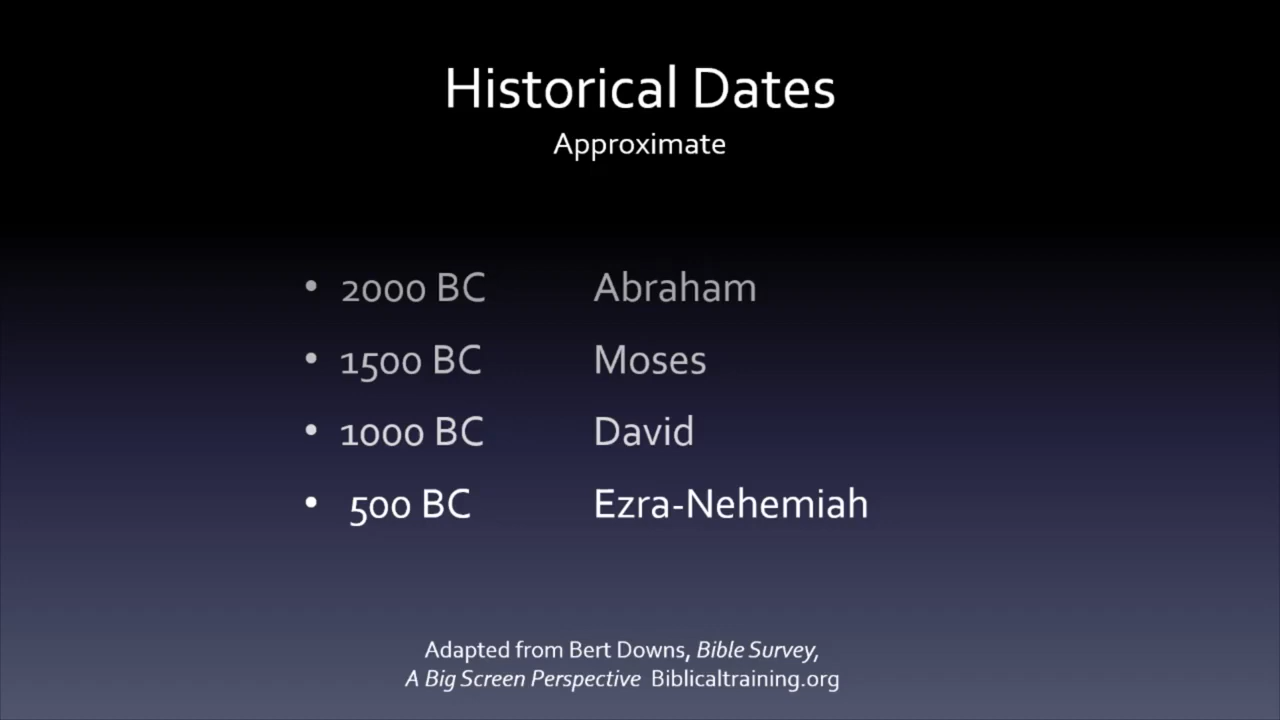 Historical Dates
Approximate
• 2000 BC Abraham
• 1500 BC Moses
• 1000 BC David
• 500 BC Ezra-Nehemiah
Adapted from Bert Downs, Bible Survey,
A Big Screen Perspective Biblicaltraining.org